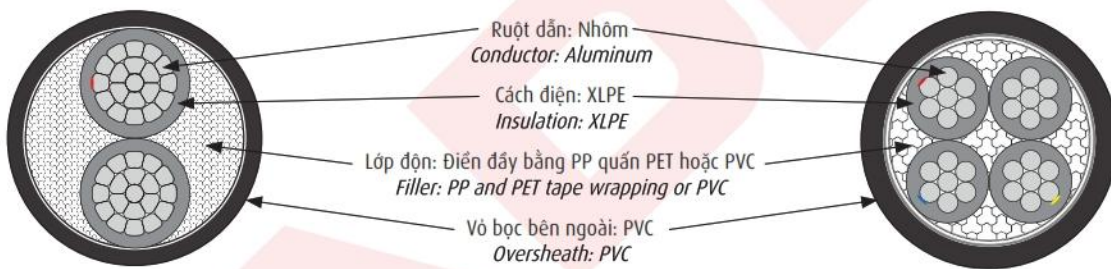 Ruột dẫn: Nhôm
Conductor: Aluminum
Cách điện: XLPE
Insulation: XLPE
Lớp độn: Điền đầy bằng PP quấn PET hoặc PVC
Filler: PP and PET tape wrapping or PVC
Vỏ bọc bên ngoài: PVC
Oversheath: PVC